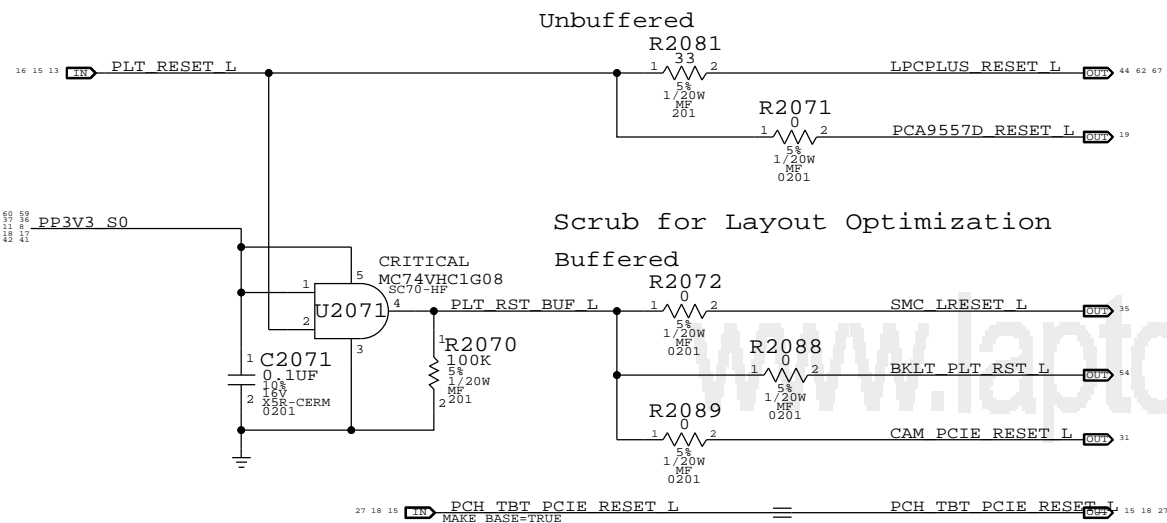 Unbuffered
R2081
33
16 15 13 IN PLT_RESET_L
1 2
LPCPLUS_RESET_L OUT 44 62 67
5%
1/20W
MF
201
R2071
0
1 2
PCA9557D_RESET_L OUT 19
5%
1/20W
MF
0201
60 59
37 36
11 8
18 17
42 41
PP3V3_S0
Scrub for Layout Optimization
Buffered
CRITICAL
MC74VHC1G08
SC70-HF
5
1
2
U2071
4
3
PLT_RST_BUF_L
R2072
0
1 2
SMC_LRESET_L OUT 35
5%
1/20W
MF
0201
R2088
0
1 2
BKLT_PLT_RST_L OUT 54
5%
1/20W
MF
0201
R2089
0
1 2
CAM_PCIE_RESET_L OUT 31
5%
1/20W
MF
0201
1
R2070
100K
5%
1/20W
MF
201
2
1
C2071
0.1UF
10%
16V
X5R-CERM
0201
2
27 18 15 IN PCH_TBT_PCIE_RESET_L
MAKE_BASE=TRUE
PCH_TBT_PCIE_RESET_L OUT 15 18 27
www.lapto